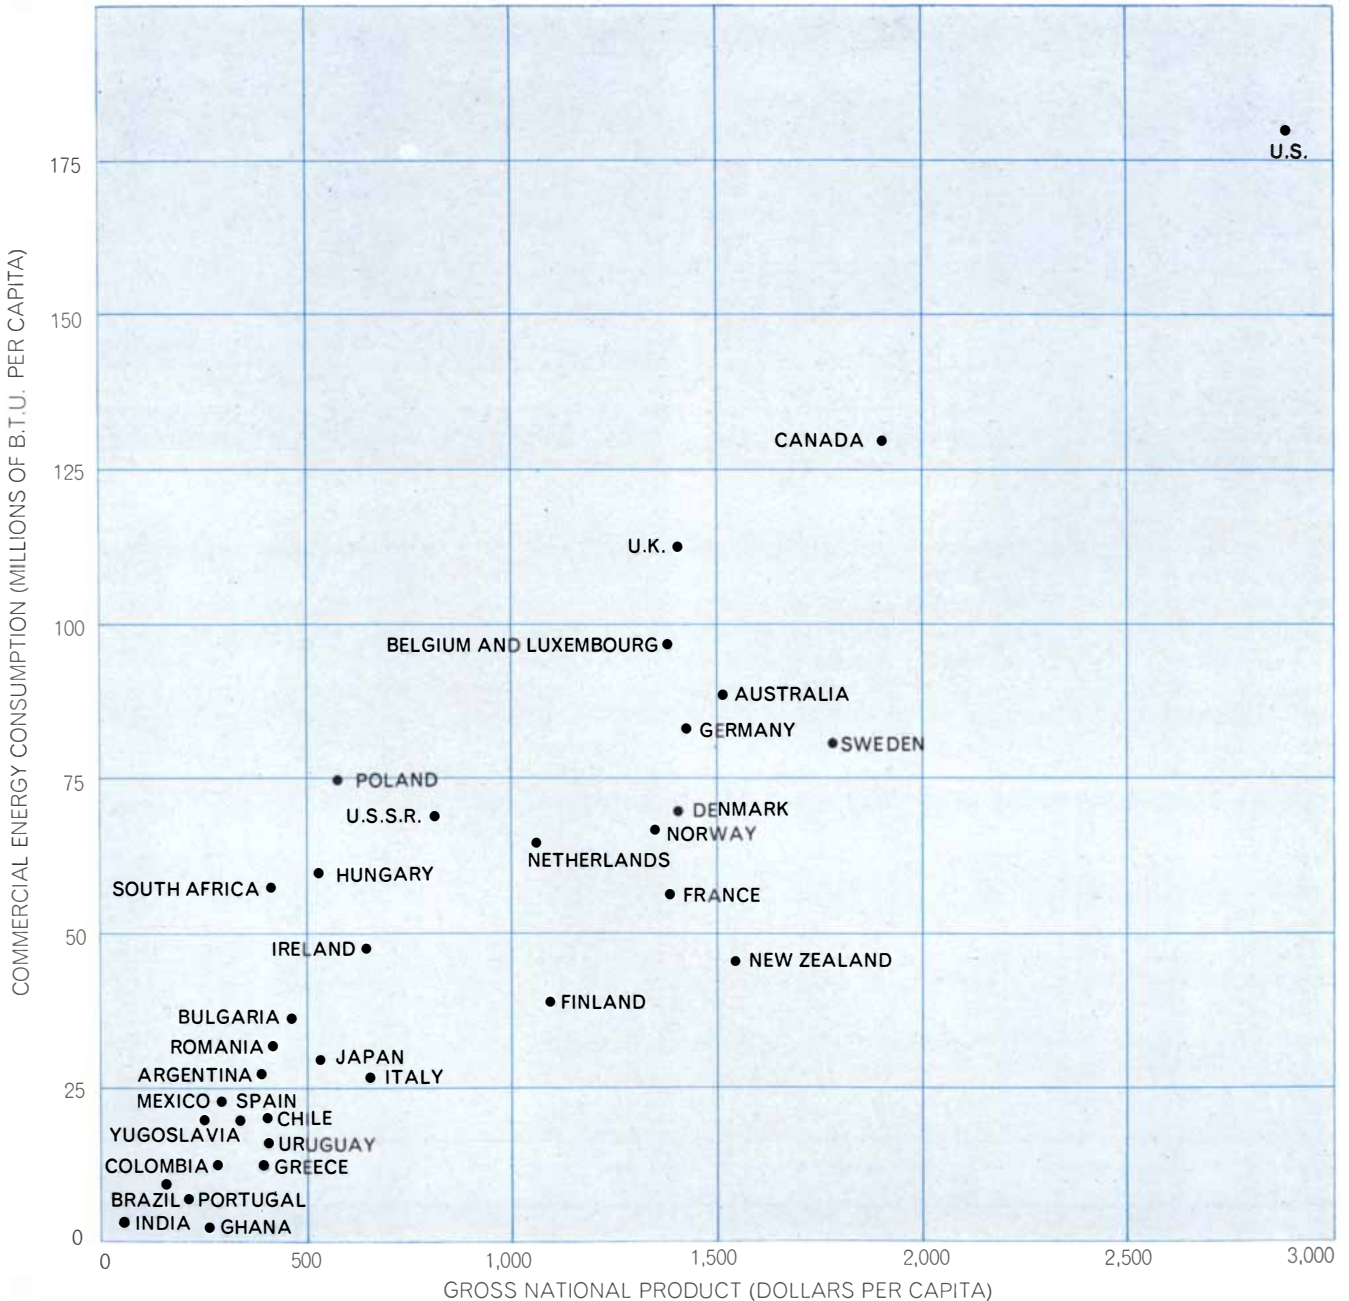 175
U.S.
150
CANADA
125
U.K.
100
BELGIUM AND LUXEMBOURG
AUSTRALIA
GERMANY
SWEDEN
75
POLAND
DENMARK
U.S.S.R.
NORWAY
NETHERLANDS
HUNGARY
SOUTH AFRICA
FRANCE
50
IRELAND
NEW ZEALAND
FINLAND
BULGARIA
ROMANIA
JAPAN
ARGENTINA
ITALY
25
MEXICO
SPAIN
CHILE
YUGOSLAVIA
URUGUAY
COLOMBIA
GREECE
BRAZIL
PORTUGAL
INDIA
GHANA
0
0 500 1,000 1,500 2,000 2,500 3,000
GROSS NATIONAL PRODUCT (DOLLARS PER CAPITA)
COMMERCIAL ENERGY CONSUMPTION (MILLIONS OF B.T.U. PER CAPITA)